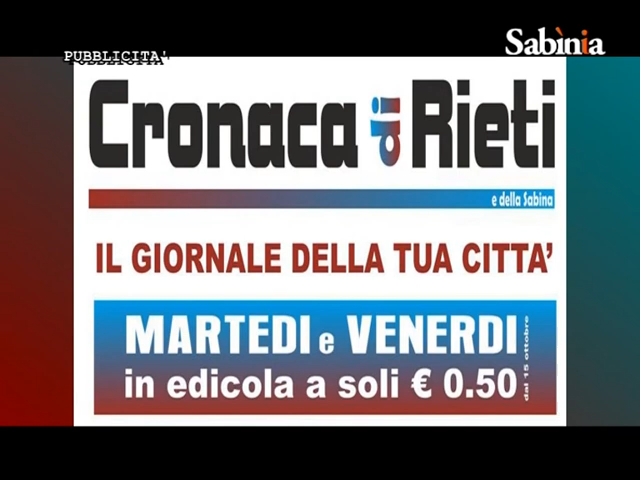 PUBBLICITA'
Sabìnia
Cronaca di Rieti
e della Sabina
IL GIORNALE DELLA TUA CITTA'
MARTEDI e VENERDI
in edicola a soli € 0.50
dal 15 ottobre